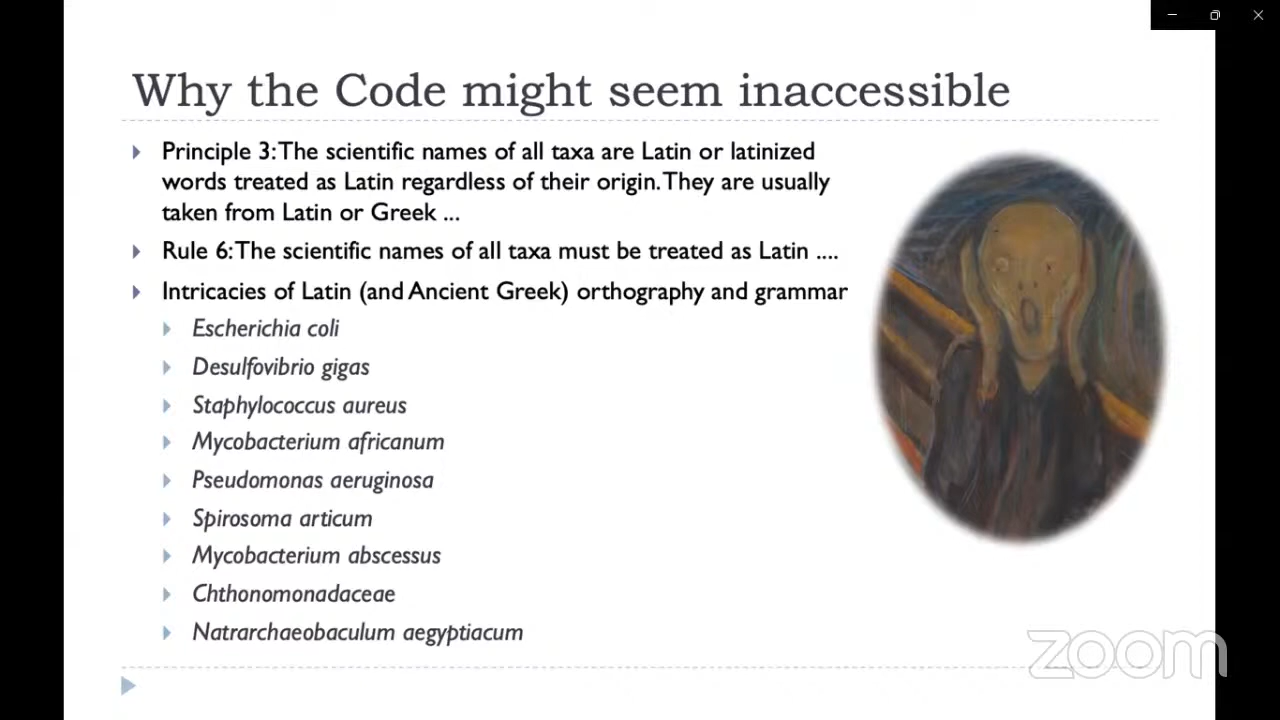 Why the Code might seem inaccessible
Principle 3: The scientific names of all taxa are Latin or latinized
words treated as Latin regardless of their origin. They are usually
taken from Latin or Greek ...
Rule 6: The scientific names of all taxa must be treated as Latin ....
Intricacies of Latin (and Ancient Greek) orthography and grammar
Escherichia coli
Desulfovibrio gigas
Staphylococcus aureus
Mycobacterium africanum
Pseudomonas aeruginosa
Spirosoma articum
Mycobacterium abscessus
Chthonomonadaceae
Natrarchaeobaculum aegyptiacum
zoom